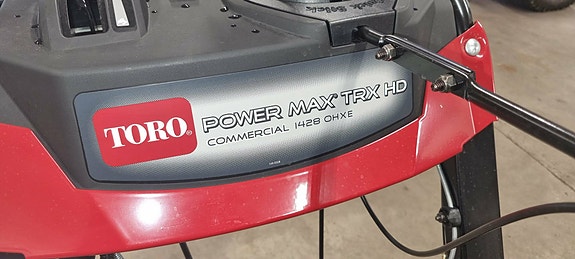 TORO®
POWER MAX® TRX HD
COMMERCIAL 1428 OHXE